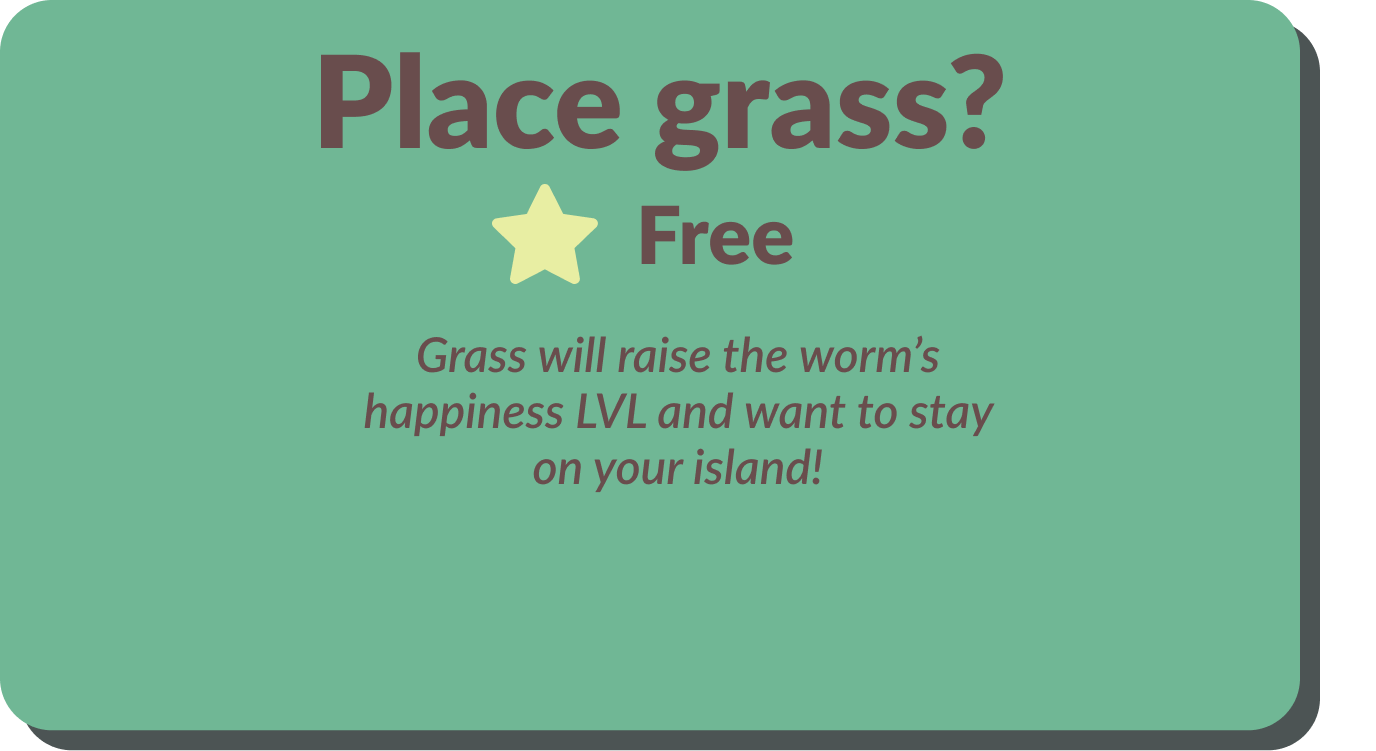 Place grass?
Free
Grass will raise the worm’s
happiness LVL and want to stay
on your island!